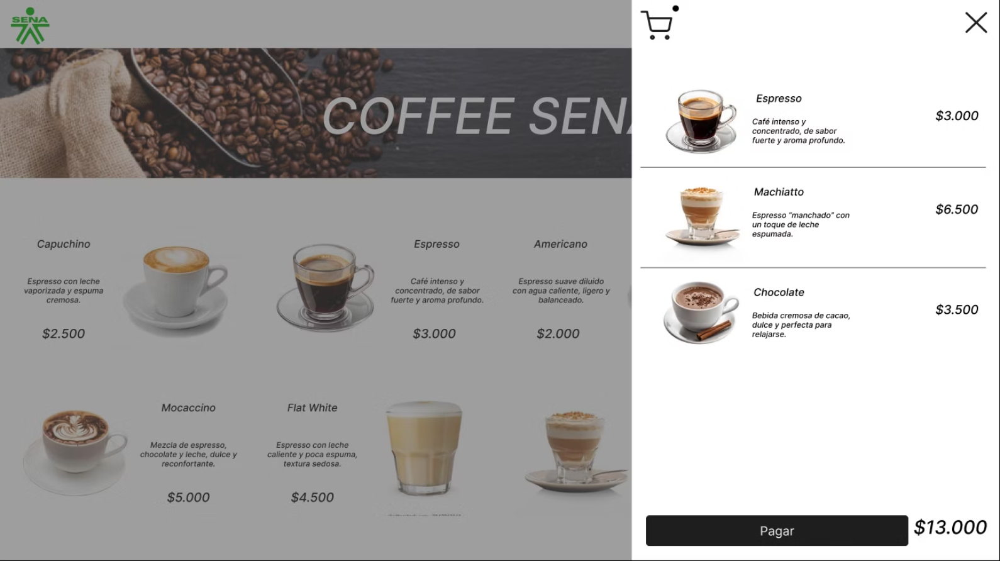 SENA
COFFEE SENA
Capuchino
Espresso con leche
vaporizada y espuma
cremosa.
$2.500
Espresso
Café intenso y
concentrado, de sabor
fuerte y aroma profundo.
$3.000
Americano
Espresso suave diluido
con agua caliente, ligero y
balanceado.
$2.000
Mocaccino
Mezcla de espresso,
chocolate y leche, dulce y
reconfortante.
$5.000
Flat White
Espresso con leche
caliente y poca espuma,
textura sedosa.
$4.500
Espresso
Café intenso y
concentrado, de sabor
fuerte y aroma profundo.
$3.000
Machiatto
Espresso “manchado” con
un toque de leche
espumada.
$6.500
Chocolate
Bebida cremosa de cacao,
dulce y perfecta para
relajarse.
$3.500
Pagar
$13.000